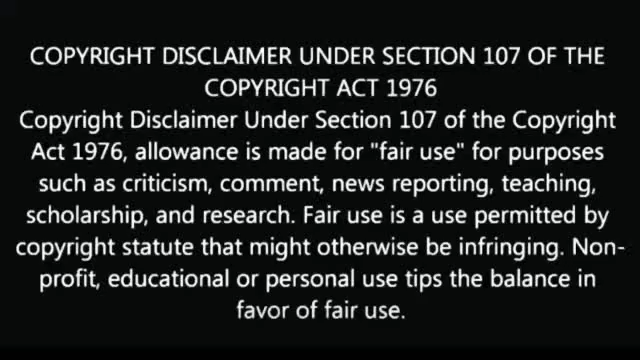 COPYRIGHT DISCLAIMER UNDER SECTION 107 OF THE
COPYRIGHT ACT 1976
Copyright Disclaimer Under Section 107 of the Copyright
Act 1976, allowance is made for "fair use" for purposes
such as criticism, comment, news reporting, teaching,
scholarship, and research. Fair use is a use permitted by
copyright statute that might otherwise be infringing. Non-
profit, educational or personal use tips the balance in
favor of fair use.